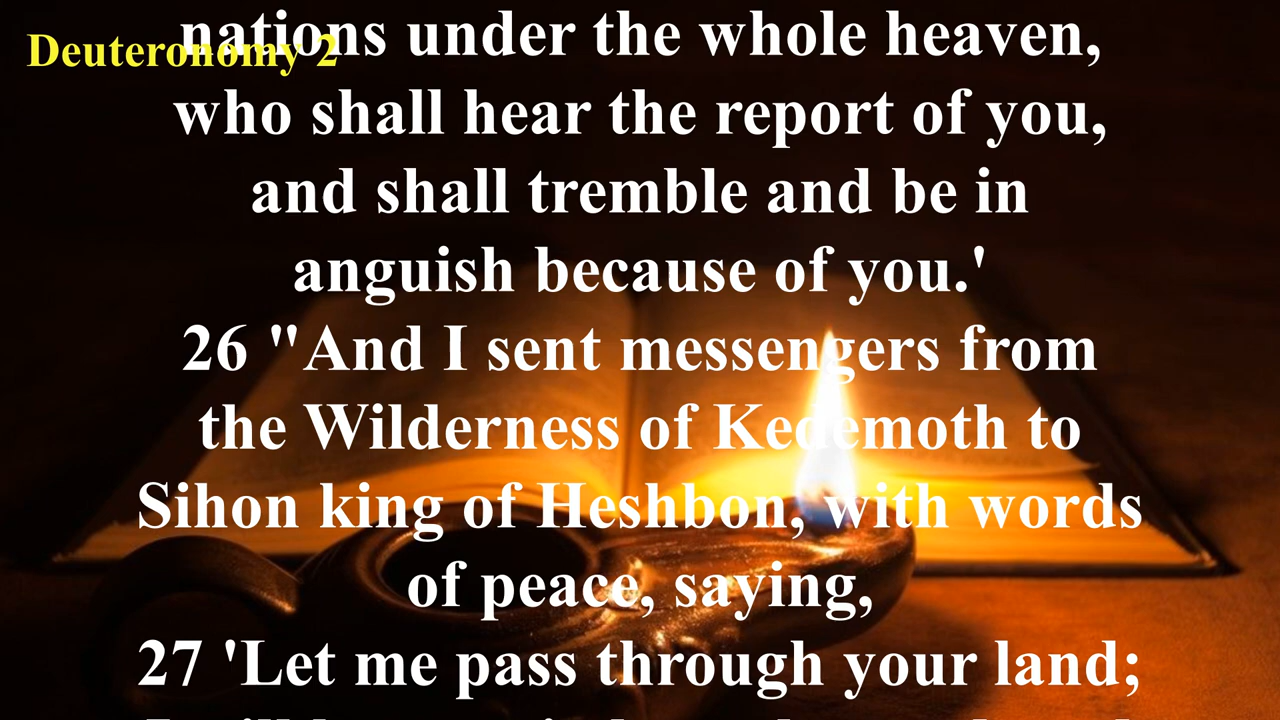 Deuteronomy 2
nations under the whole heaven,
who shall hear the report of you,
and shall tremble and be in
anguish because of you.'
26 "And I sent messengers from
the Wilderness of Kedemoth to
Sihon king of Heshbon, with words
of peace, saying,
27 'Let me pass through your land;